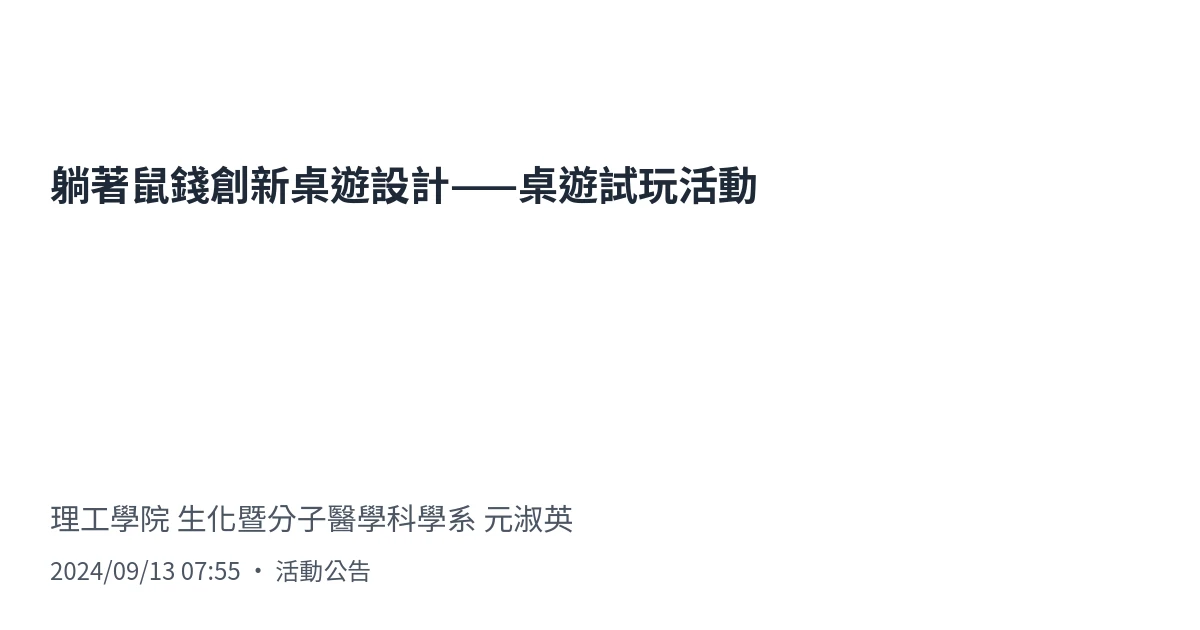 躺著鼠錢創新桌遊設計——桌遊試玩活動
理工學院 生化暨分子醫學科學系 元淑英
2024/09/13 07:55 • 活動公告